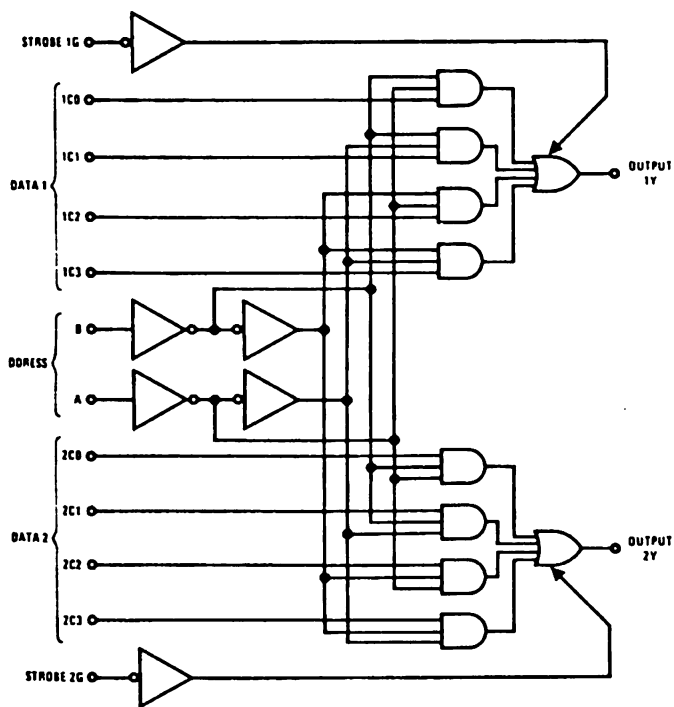 STROBE 1G
1C0
1C1
DATA 1
OUTPUT
1Y
1C2
1C3
B
DDRESS
A
2C0
2C1
DATA 2
OUTPUT
2Y
2C2
2C3
STROBE 2G